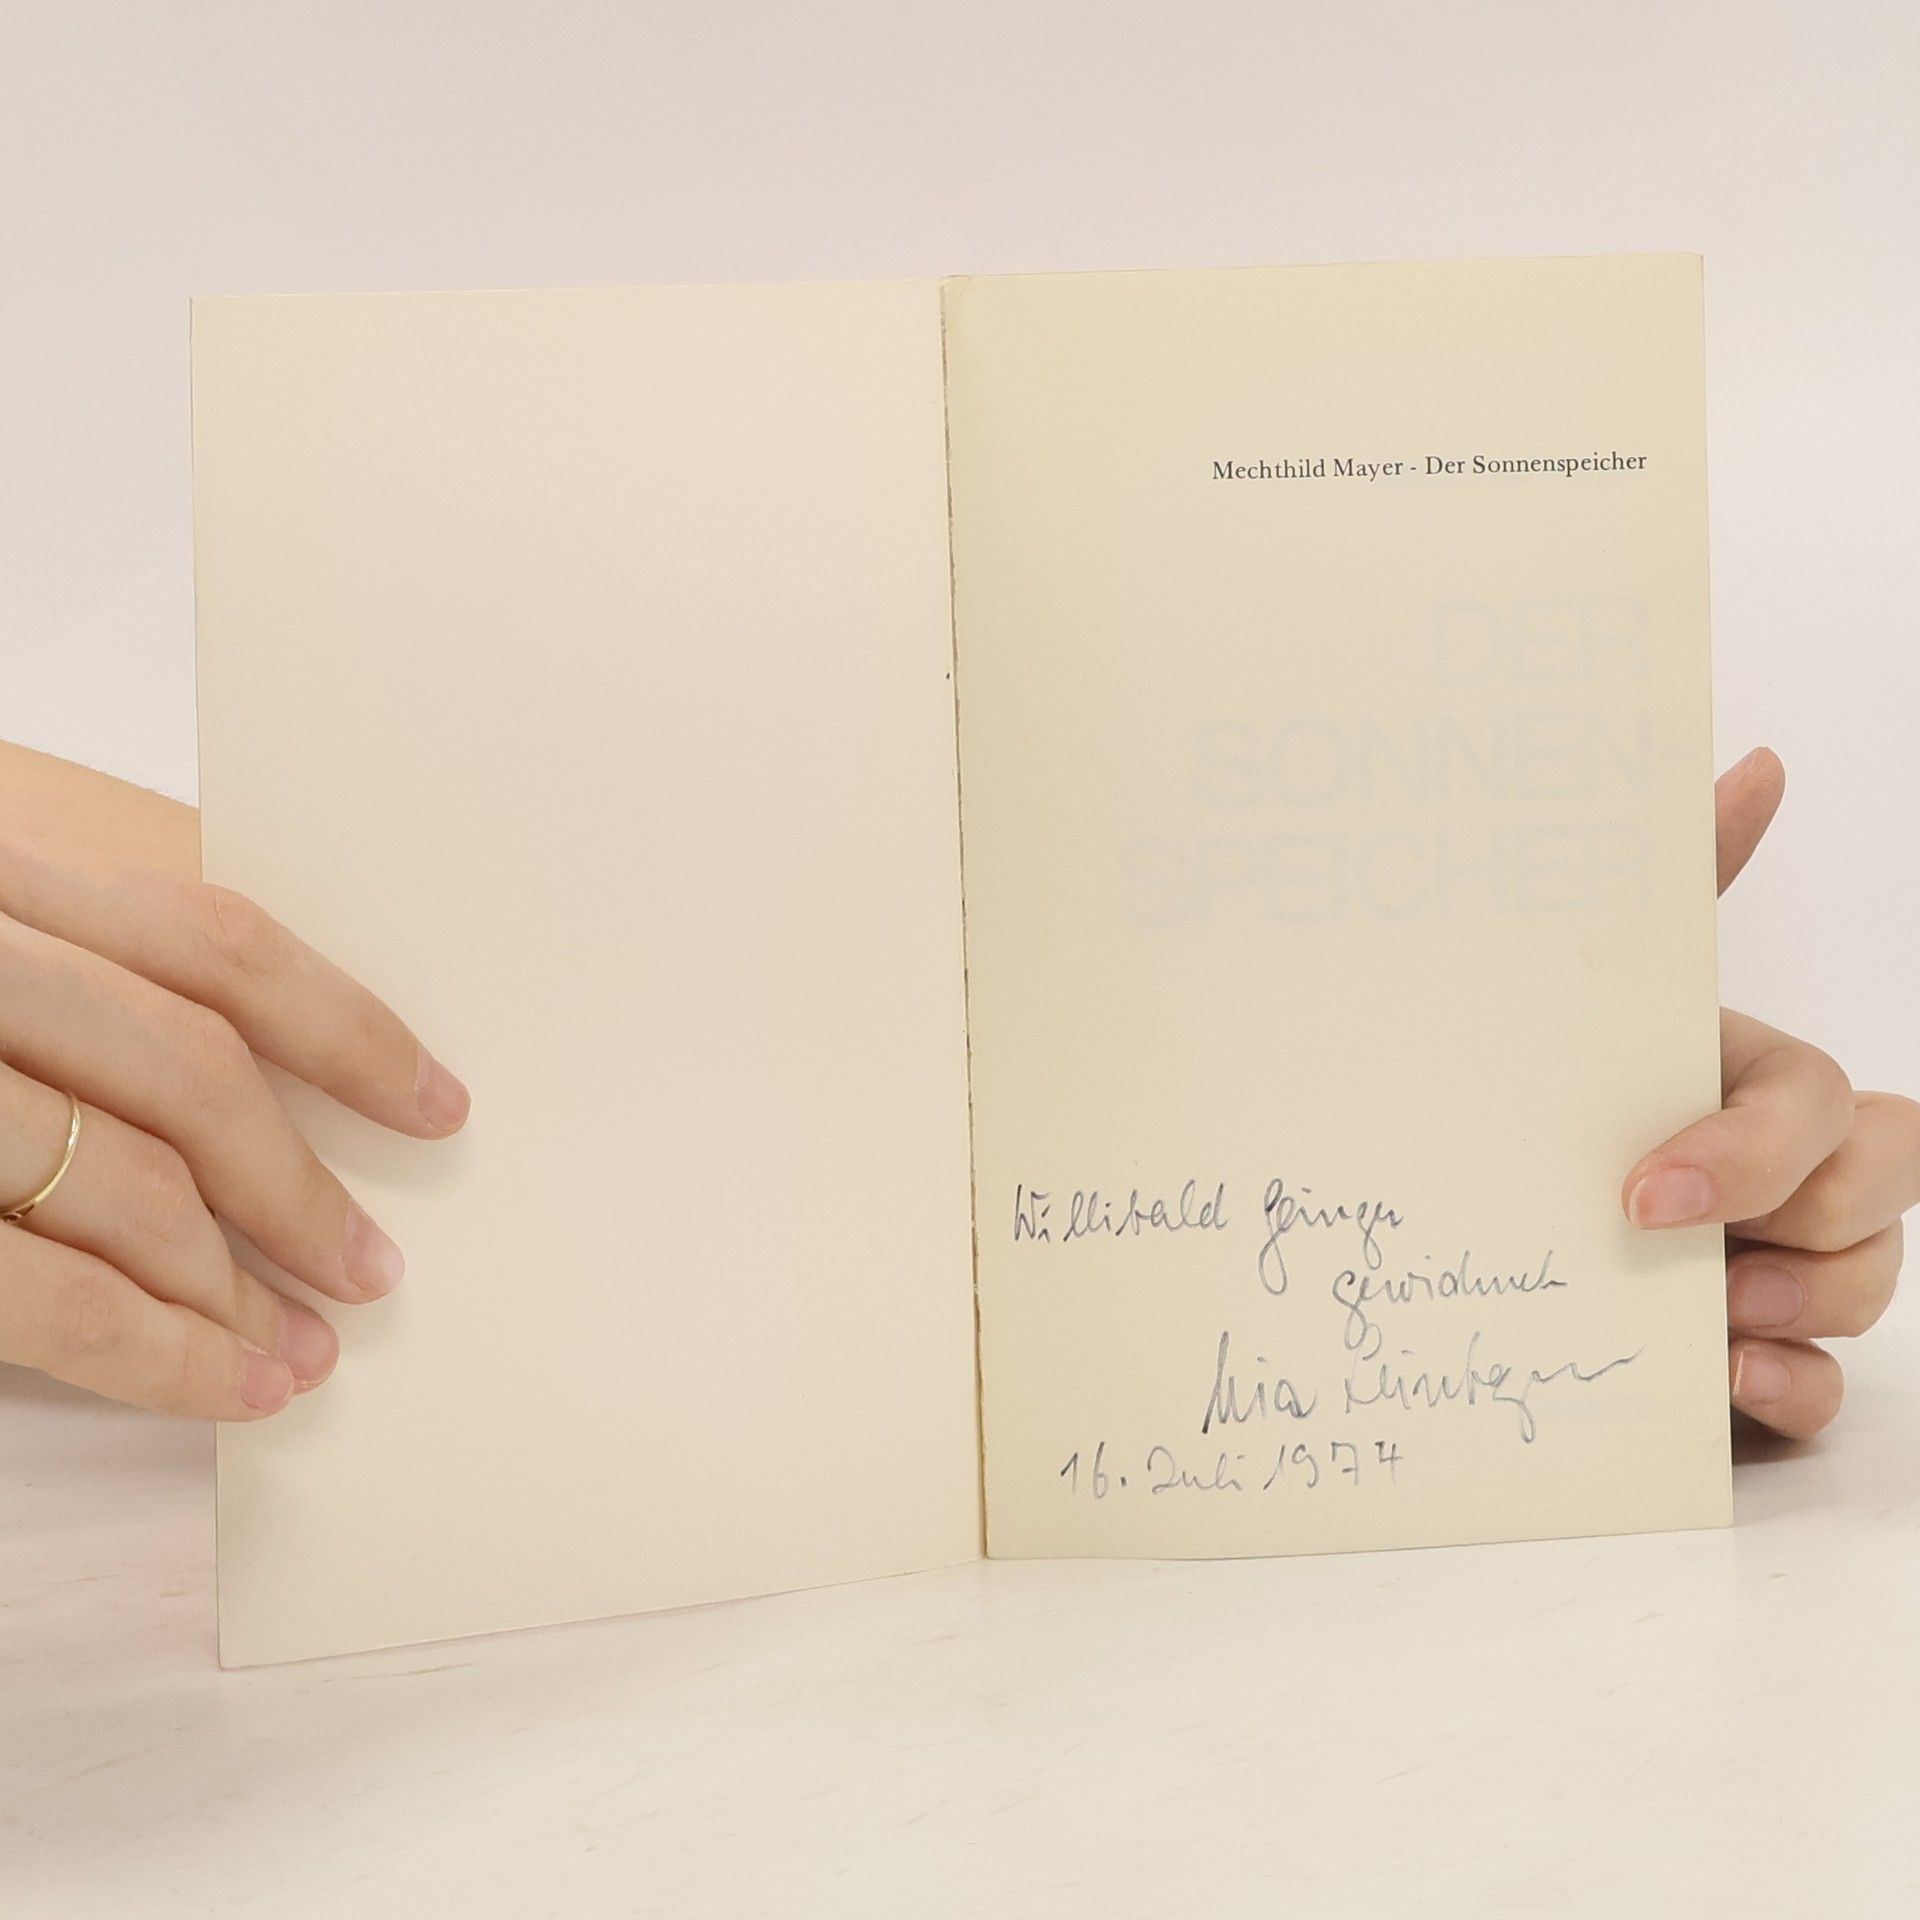 Mechthild Mayer - Der Sonnenspeicher
DER
SONNEN-
SPEICHER
Willibald
gewidmet
16. Juli 1974